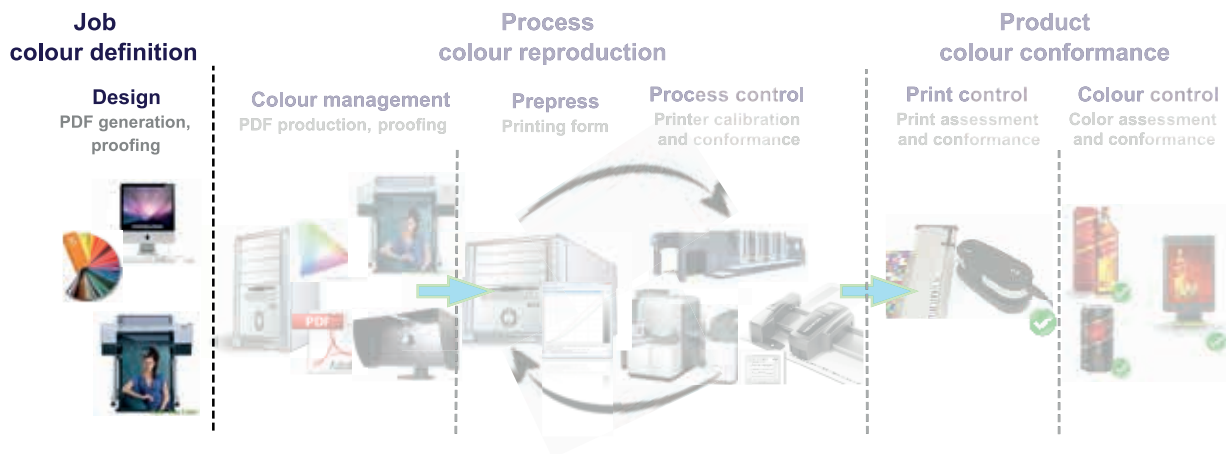 Job
colour definition
Process
colour reproduction
Product
colour conformance
Design
PDF generation,
proofing
Colour management
PDF production, proofing
Prepress
Printing form
Process control
Printer calibration
and conformance
Print control
Print assessment
and conformance
Colour control
Color assessment
and conformance
PDF